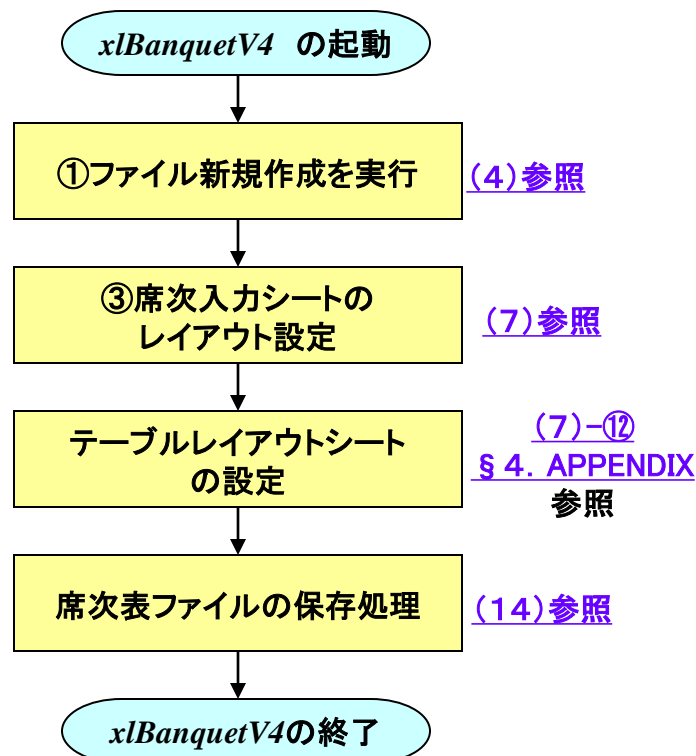 xlBanquetV4 の起動
①ファイル新規作成を実行
(4)参照
③席次入力シートの
レイアウト設定
(7)参照
テーブルレイアウトシート
の設定
(7)-⑫
§4. APPENDIX
参照
席次表ファイルの保存処理
(14)参照
xlBanquetV4の終了